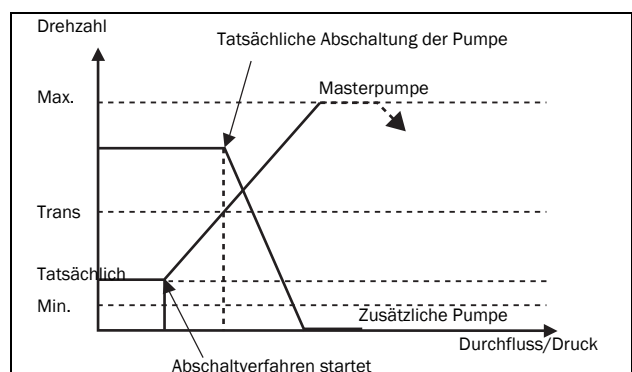 Drehzahl
Tatsächliche Abschaltung der Pumpe
Max.
Masterpumpe
Trans
Tatsächlich
Min.
Zusätzliche Pumpe
Durchfluss/Druck
Abschaltverfahren startet